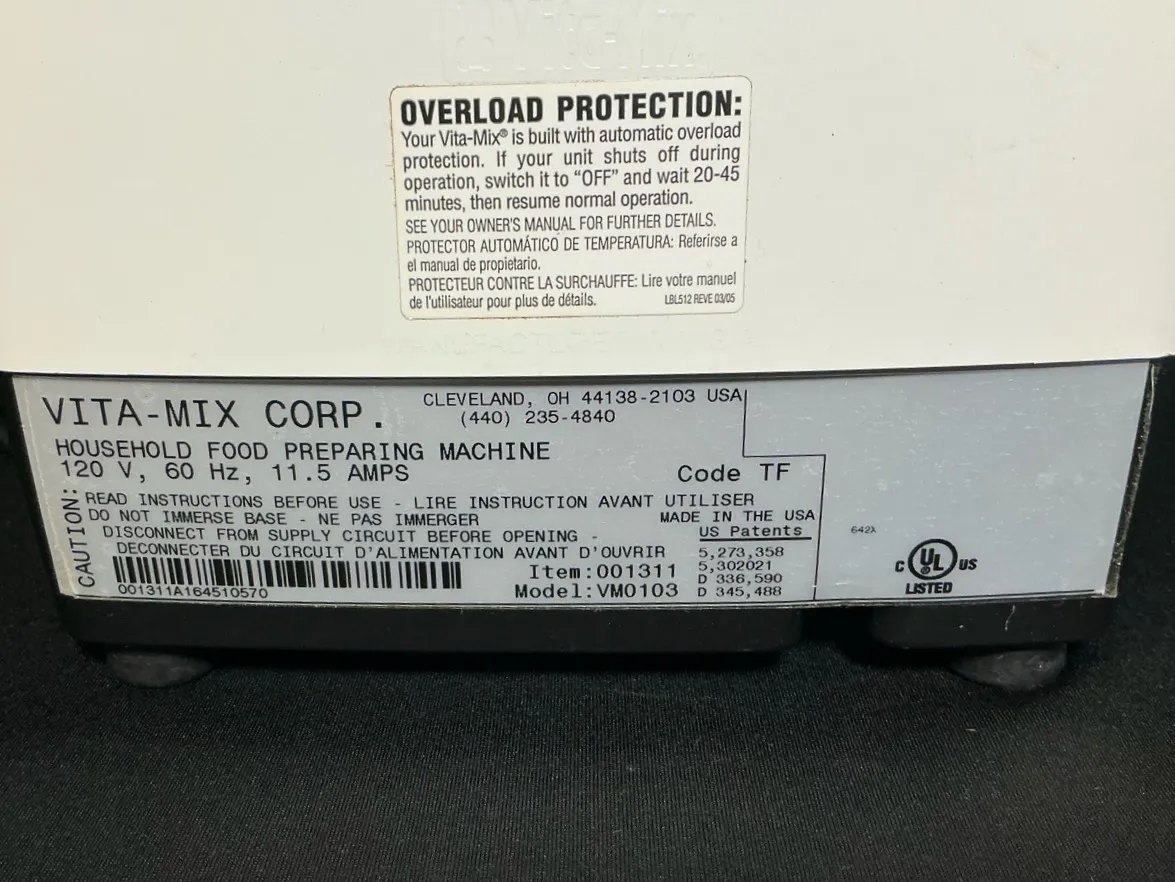 Vita-Mix
OVERLOAD PROTECTION:
Your Vita-Mix® is built with automatic overload
protection. If your unit shuts off during
operation, switch it to “OFF” and wait 20-45
minutes, then resume normal operation.
SEE YOUR OWNER'S MANUAL FOR FURTHER DETAILS.
PROTECTOR AUTOMÁTICO DE TEMPERATURA: Referirse a
el manual de propietario.
PROTECTEUR CONTRE LA SURCHAUFFE: Lire votre manuel
de l'utilisateur pour plus de détails.
LBL512 REVE 03/05
VITA-MIX CORP.
CLEVELAND, OH 44138-2103 USA
(440) 235-4840
HOUSEHOLD FOOD PREPARING MACHINE
120 V, 60 Hz, 11.5 AMPS
Code TF
CAUTION:
READ INSTRUCTIONS BEFORE USE - LIRE INSTRUCTION AVANT UTILISER
DO NOT IMMERSE BASE - NE PAS IMMERGER
DISCONNECT FROM SUPPLY CIRCUIT BEFORE OPENING -
DECONNECTER DU CIRCUIT D'ALIMENTATION AVANT D'OUVRIR
MADE IN THE USA
US Patents
5,273,358
5,302021
D 336,590
D 345,488
Item:001311
Model:VM0103
001311A164510570
C UL US
LISTED